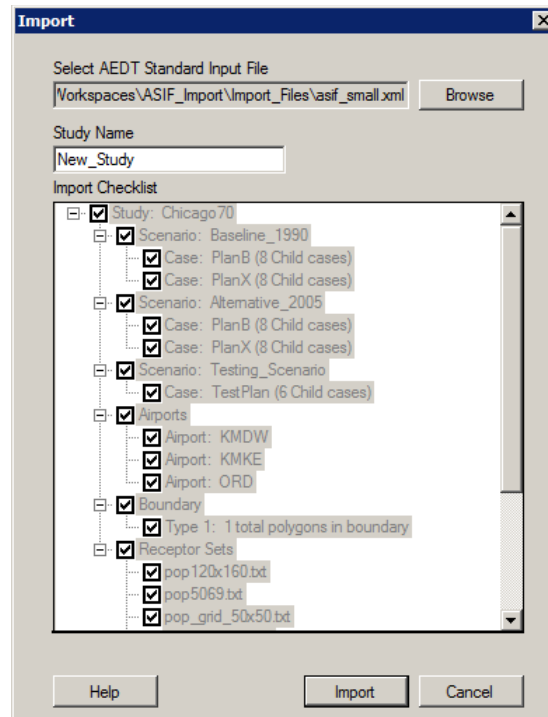 Import
Select AEDT Standard Input File
Workspaces\ASIF_Import\Import_Files\asif_small.xml Browse
Study Name
New_Study
Import Checklist
Study: Chicago70
Scenario: Baseline_1990
Case: PlanB (8 Child cases)
Case: PlanX (8 Child cases)
Scenario: Alternative_2005
Case: PlanB (8 Child cases)
Case: PlanX (8 Child cases)
Scenario: Testing_Scenario
Case: TestPlan (6 Child cases)
Airports
Airport: KMDW
Airport: KMKE
Airport: ORD
Boundary
Type 1: 1 total polygons in boundary
Receptor Sets
pop120x160.txt
pop5069.txt
pop_grid_50x50.txt
Help Import Cancel